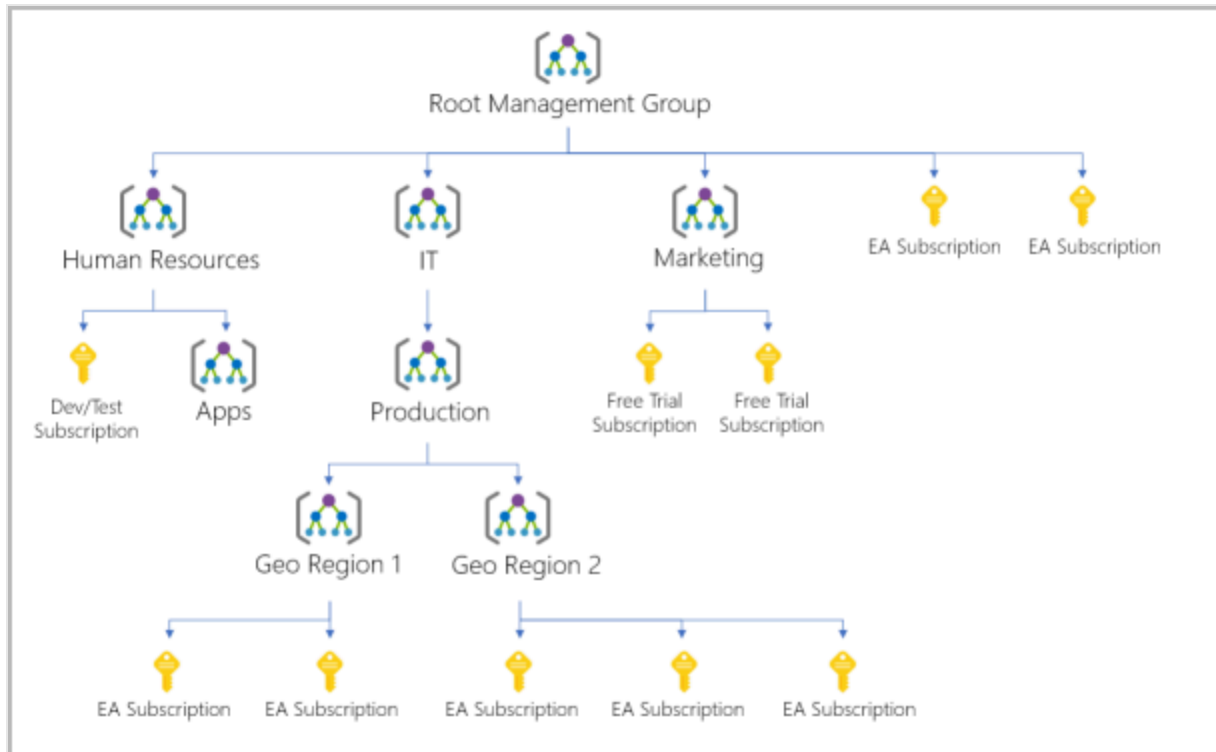 Root Management Group
Human Resources
IT
Marketing
EA Subscription
EA Subscription
Dev/Test
Subscription
Apps
Production
Free Trial
Subscription
Free Trial
Subscription
Geo Region 1
Geo Region 2
EA Subscription
EA Subscription
EA Subscription
EA Subscription
EA Subscription